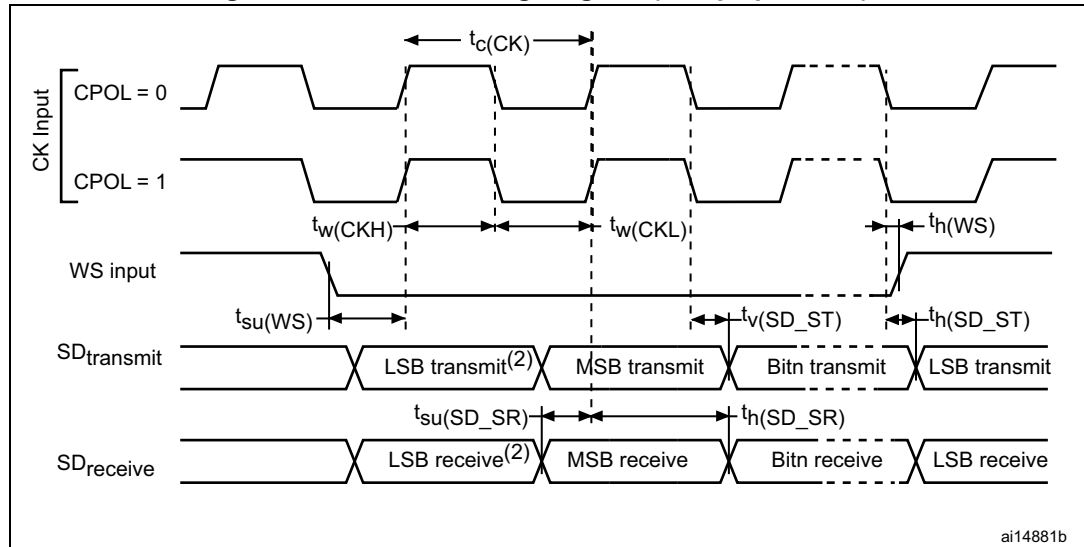 tc(CK)
CK Input
CPOL = 0
CPOL = 1
tw(CKH)
tw(CKL)
th(WS)
WS input
tsu(WS)
tv(SD_ST)
th(SD_ST)
SDtransmit
LSB transmit(2)
MSB transmit
Bitn transmit
LSB transmit
tsu(SD_SR)
th(SD_SR)
SDreceive
LSB receive(2)
MSB receive
Bitn receive
LSB receive
ai14881b